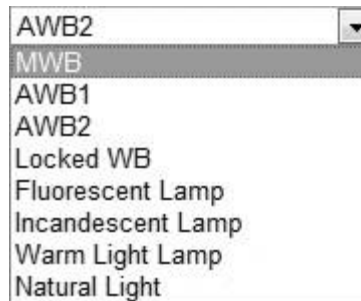 AWB2
MWB
AWB1
AWB2
Locked WB
Fluorescent Lamp
Incandescent Lamp
Warm Light Lamp
Natural Light